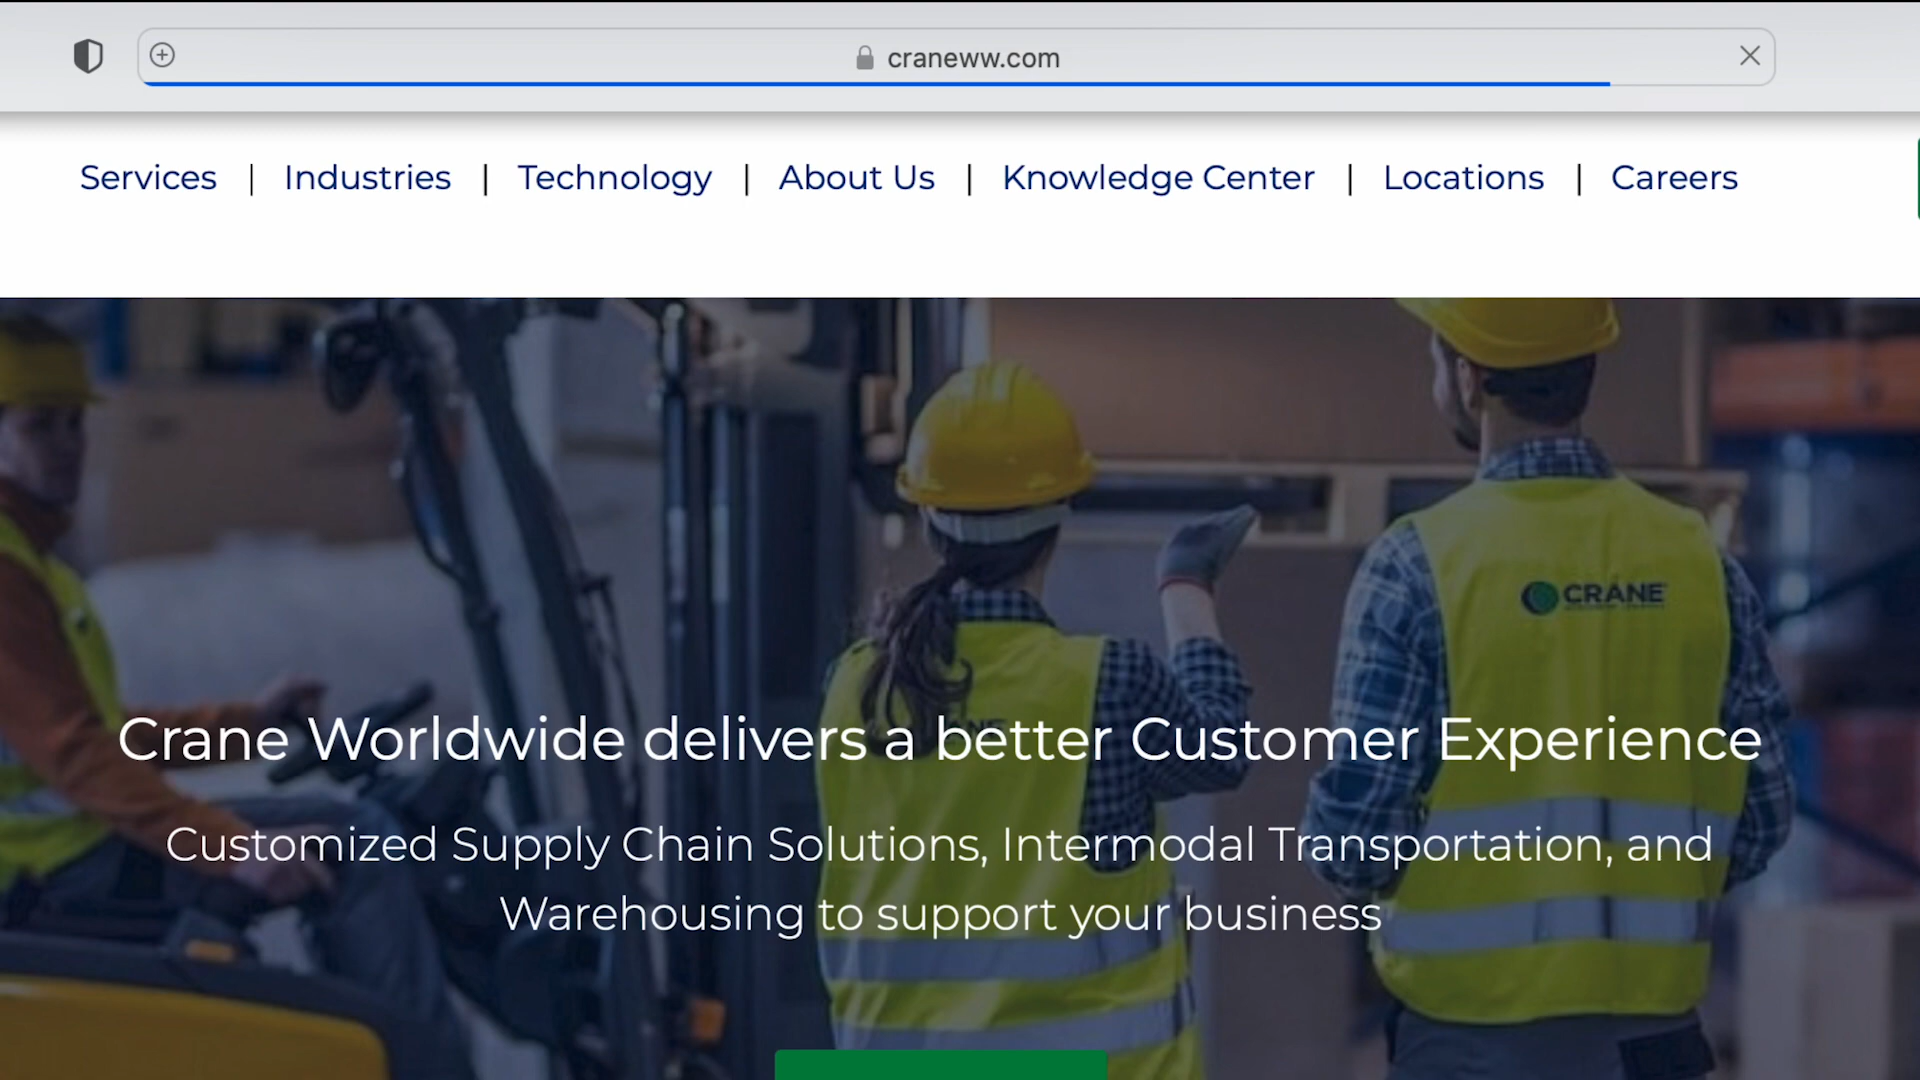 craneww.com
Services | Industries | Technology | About Us | Knowledge Center | Locations | Careers
CRANE
Crane Worldwide delivers a better Customer Experience
Customized Supply Chain Solutions, Intermodal Transportation, and
Warehousing to support your business